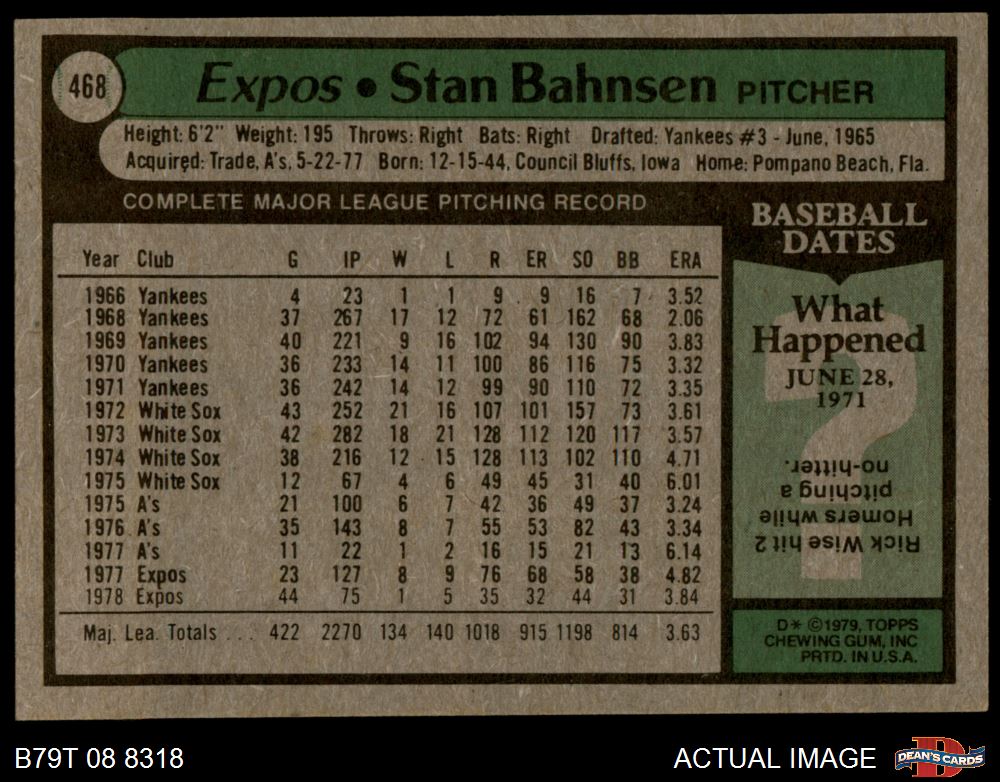 468
Expos • Stan Bahnsen PITCHER
Height: 6'2" Weight: 195 Throws: Right Bats: Right Drafted: Yankees #3 - June, 1965
Acquired: Trade, A's, 5-22-77 Born: 12-15-44, Council Bluffs, Iowa Home: Pompano Beach, Fla.
COMPLETE MAJOR LEAGUE PITCHING RECORD
Year Club G IP W L R ER SO BB ERA
1966 Yankees 4 23 1 1 9 9 16 7 3.52
1968 Yankees 37 267 17 12 72 61 162 68 2.06
1969 Yankees 40 221 9 16 102 94 130 90 3.83
1970 Yankees 36 233 14 11 100 86 116 75 3.32
1971 Yankees 36 242 14 12 99 90 110 72 3.35
1972 White Sox 43 252 21 16 107 101 157 73 3.61
1973 White Sox 42 282 18 21 128 112 120 117 3.57
1974 White Sox 38 216 12 15 128 113 102 110 4.71
1975 White Sox 12 67 4 6 49 45 31 40 6.01
1975 A's 21 100 6 7 42 36 49 37 3.24
1976 A's 35 143 8 7 55 53 82 43 3.34
1977 A's 11 22 1 2 16 15 21 13 6.14
1977 Expos 23 127 8 9 76 68 58 38 4.82
1978 Expos 44 75 1 5 35 32 44 31 3.84
Maj. Lea. Totals ... 422 2270 134 140 1018 915 1198 814 3.63
BASEBALL
DATES
What
Happened
JUNE 28,
1971
?
Rick Wise hit 2
Homers while
pitching a
no-hitter.
D* ©1979, TOPPS
CHEWING GUM, INC
PRTD. IN U.S.A.
B79T 08 8318
ACTUAL IMAGE
D
DEAN'S CARDS